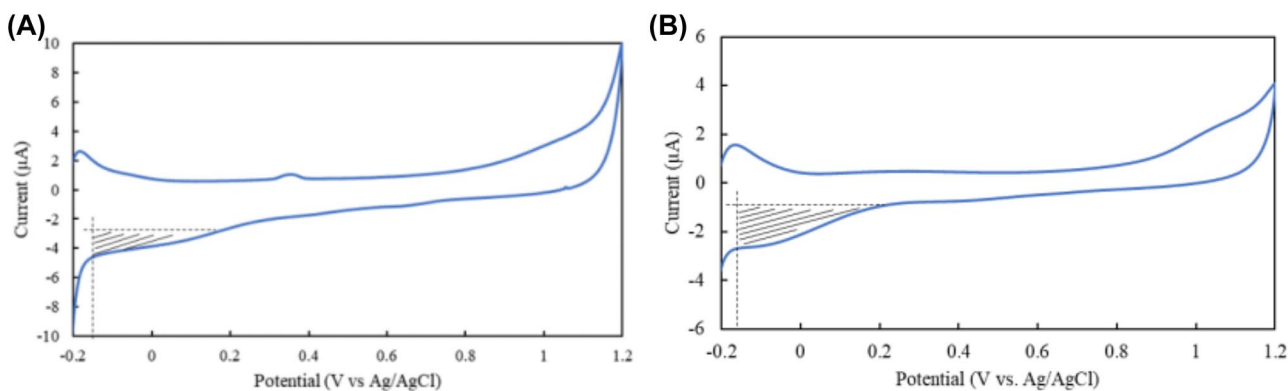 (A)
10
8
6
4
2
0
-2
-4
-6
-8
-10
Current (µA)
-0.2 0 0.2 0.4 0.6 0.8 1 1.2
Potential (V vs Ag/AgCl)
(B)
6
4
2
0
-2
-4
-6
Current (µA)
-0.2 0 0.2 0.4 0.6 0.8 1 1.2
Potential (V vs. Ag/AgCl)